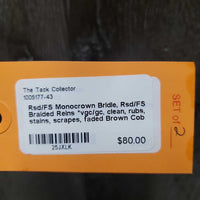 The Tack Collector
1005177-43
Rsd/FS Monocrown Bridle, Rsd/FS
Braided Reins *vgc/gc, clean, rubs,
stains, scrapes, faded Brown Cob
$80.00
25JXLK
SET of 2